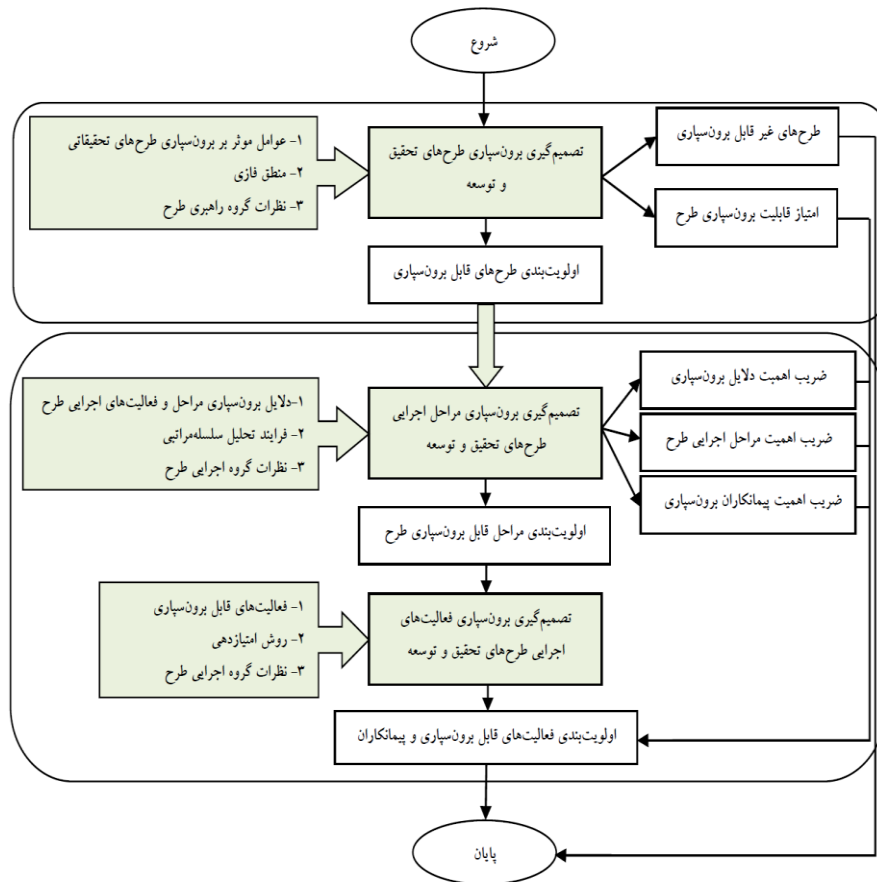 شروع
۱- عوامل موثر بر برون‌سپاری طرح‌های تحقیقاتی
۲- منطق فازی
۳- نظرات گروه راهبری طرح
تصمیم‌گیری برون‌سپاری طرح‌های تحقیق
و توسعه
طرح‌های غیر قابل برون‌سپاری
امتیاز قابلیت برون‌سپاری طرح
اولویت‌بندی طرح‌های قابل برون‌سپاری
۱-دلایل برون‌سپاری مراحل و فعالیت‌های اجرایی طرح
۲- فرایند تحلیل سلسله‌مراتبی
۳- نظرات گروه اجرایی طرح
تصمیم‌گیری برون‌سپاری مراحل اجرایی
طرح‌های تحقیق و توسعه
ضریب اهمیت دلایل برون‌سپاری
ضریب اهمیت مراحل اجرایی طرح
ضریب اهمیت پیمانکاران برون‌سپاری
اولویت‌بندی مراحل قابل برون‌سپاری طرح
۱- فعالیت‌های قابل برون‌سپاری
۲- روش امتیازدهی
۳- نظرات گروه اجرایی طرح
تصمیم‌گیری برون‌سپاری فعالیت‌های
اجرایی طرح‌های تحقیق و توسعه
اولویت‌بندی فعالیت‌های قابل برون‌سپاری و پیمانکاران
پایان